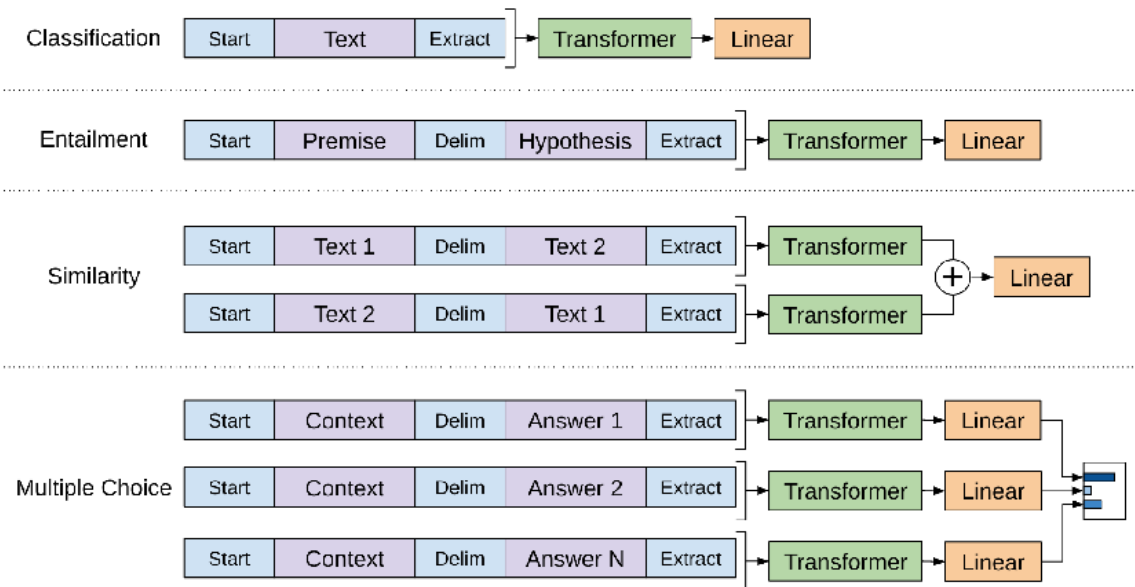 Classification Start Text Extract Transformer Linear
Entailment Start Premise Delim Hypothesis Extract Transformer Linear
Similarity
Start Text 1 Delim Text 2 Extract Transformer
+ Linear
Start Text 2 Delim Text 1 Extract Transformer
Multiple Choice
Start Context Delim Answer 1 Extract Transformer Linear
Start Context Delim Answer 2 Extract Transformer Linear
Start Context Delim Answer N Extract Transformer Linear